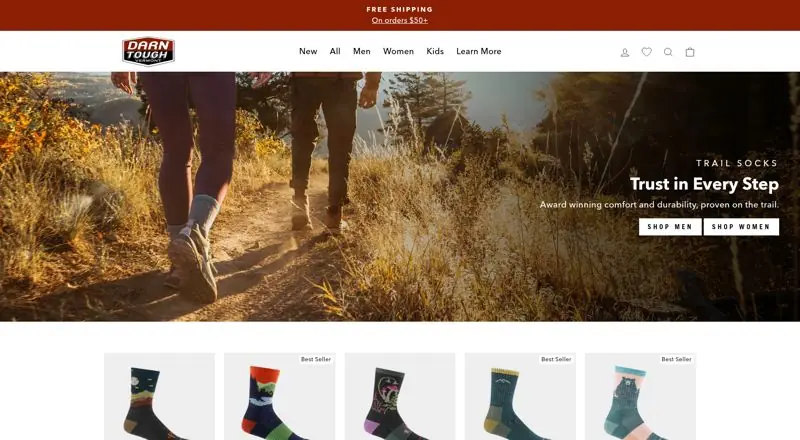 FREE SHIPPING
On orders $50+
DARN TOUGH VERMONT
New All Men Women Kids Learn More
TRAIL SOCKS
Trust in Every Step
Award winning comfort and durability, proven on the trail.
SHOP MEN SHOP WOMEN
Best Seller Best Seller Best Seller